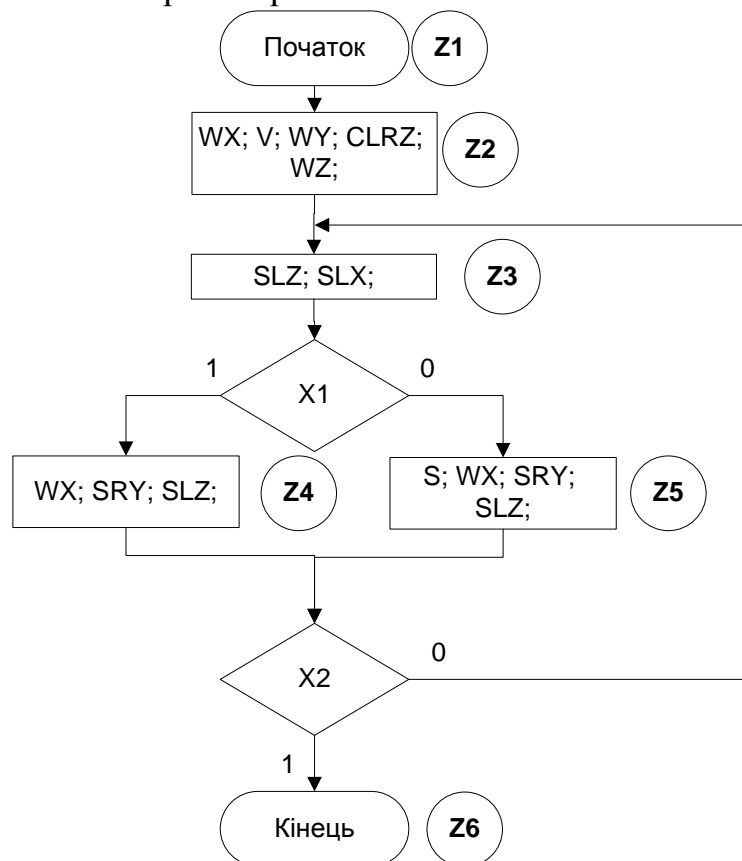 Початок
Z1
WX; V; WY; CLRZ;
WZ;
Z2
SLZ; SLX;
Z3
1
X1
0
WX; SRY; SLZ;
Z4
S; WX; SRY;
SLZ;
Z5
X2
0
1
Кінець
Z6